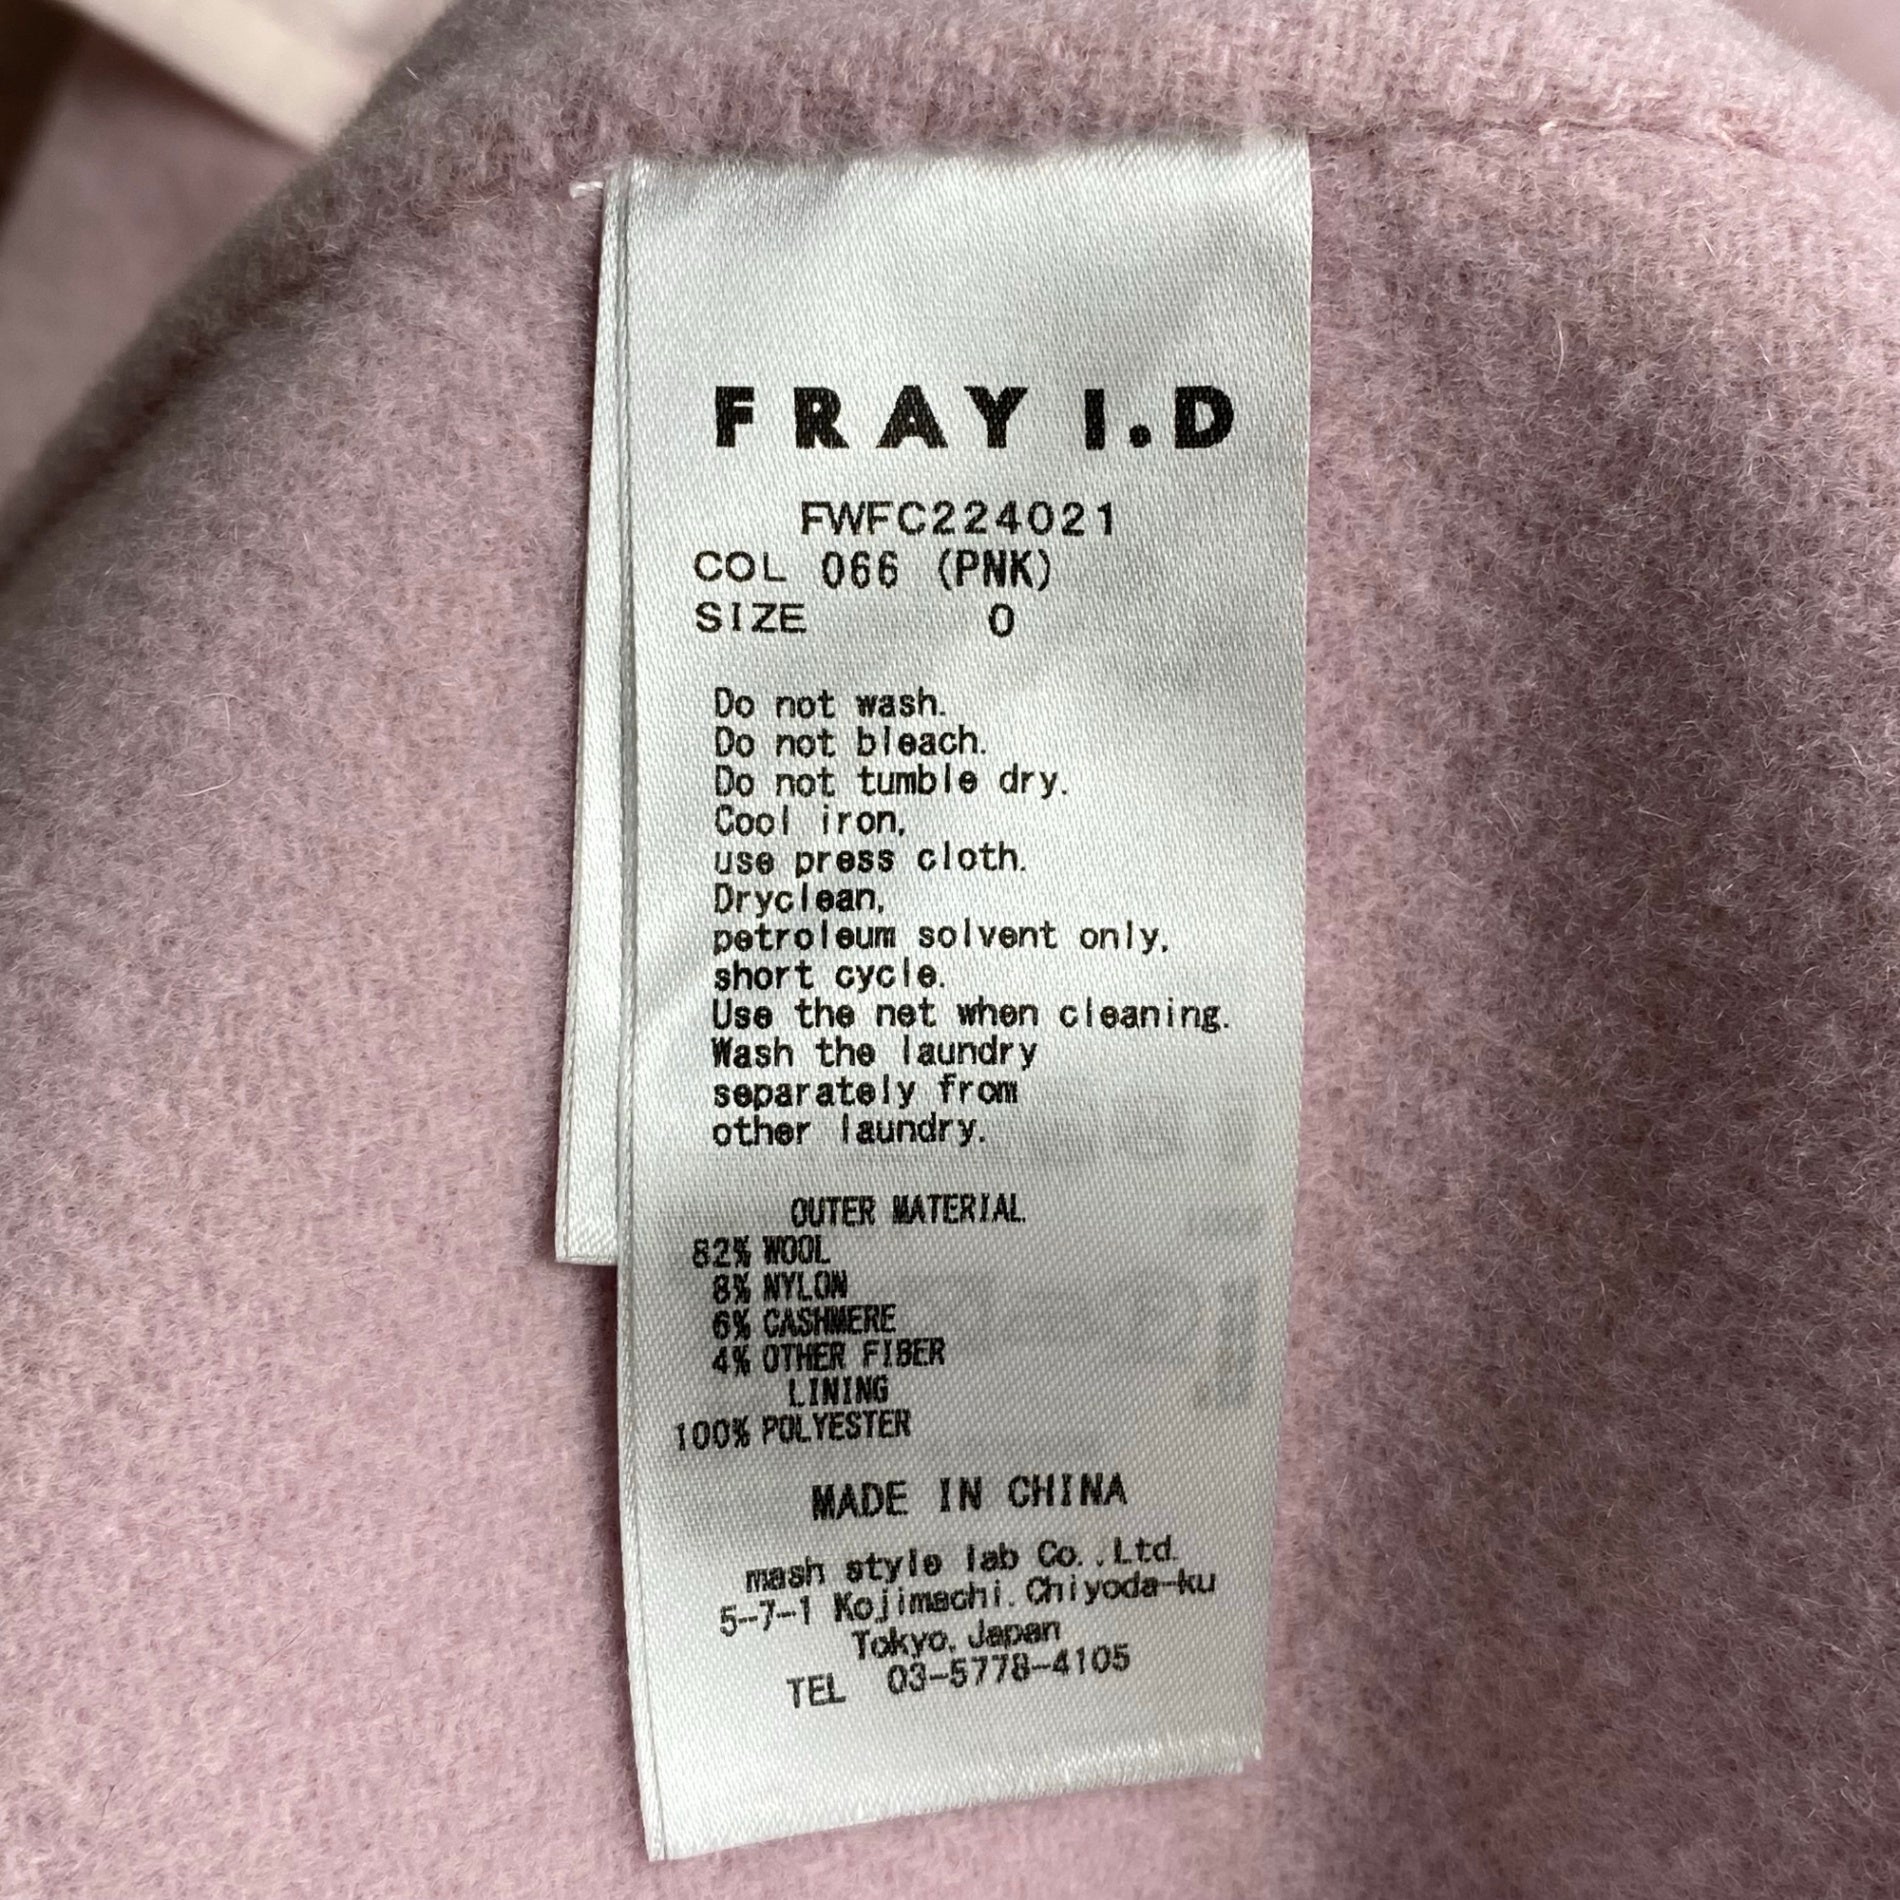 FRAY I.D
FWFC224021
COL 066 (PNK)
SIZE 0
Do not wash.
Do not bleach.
Do not tumble dry.
Cool iron,
use press cloth.
Dryclean,
petroleum solvent only,
short cycle.
Use the net when cleaning.
Wash the laundry
separately from
other laundry.
OUTER MATERIAL
82% WOOL
8% NYLON
6% CASHMERE
4% OTHER FIBER
LINING
100% POLYESTER
MADE IN CHINA
mash style lab Co.,Ltd.
5-7-1 Kojimachi, Chiyoda-ku
Tokyo, Japan
TEL 03-5778-4105